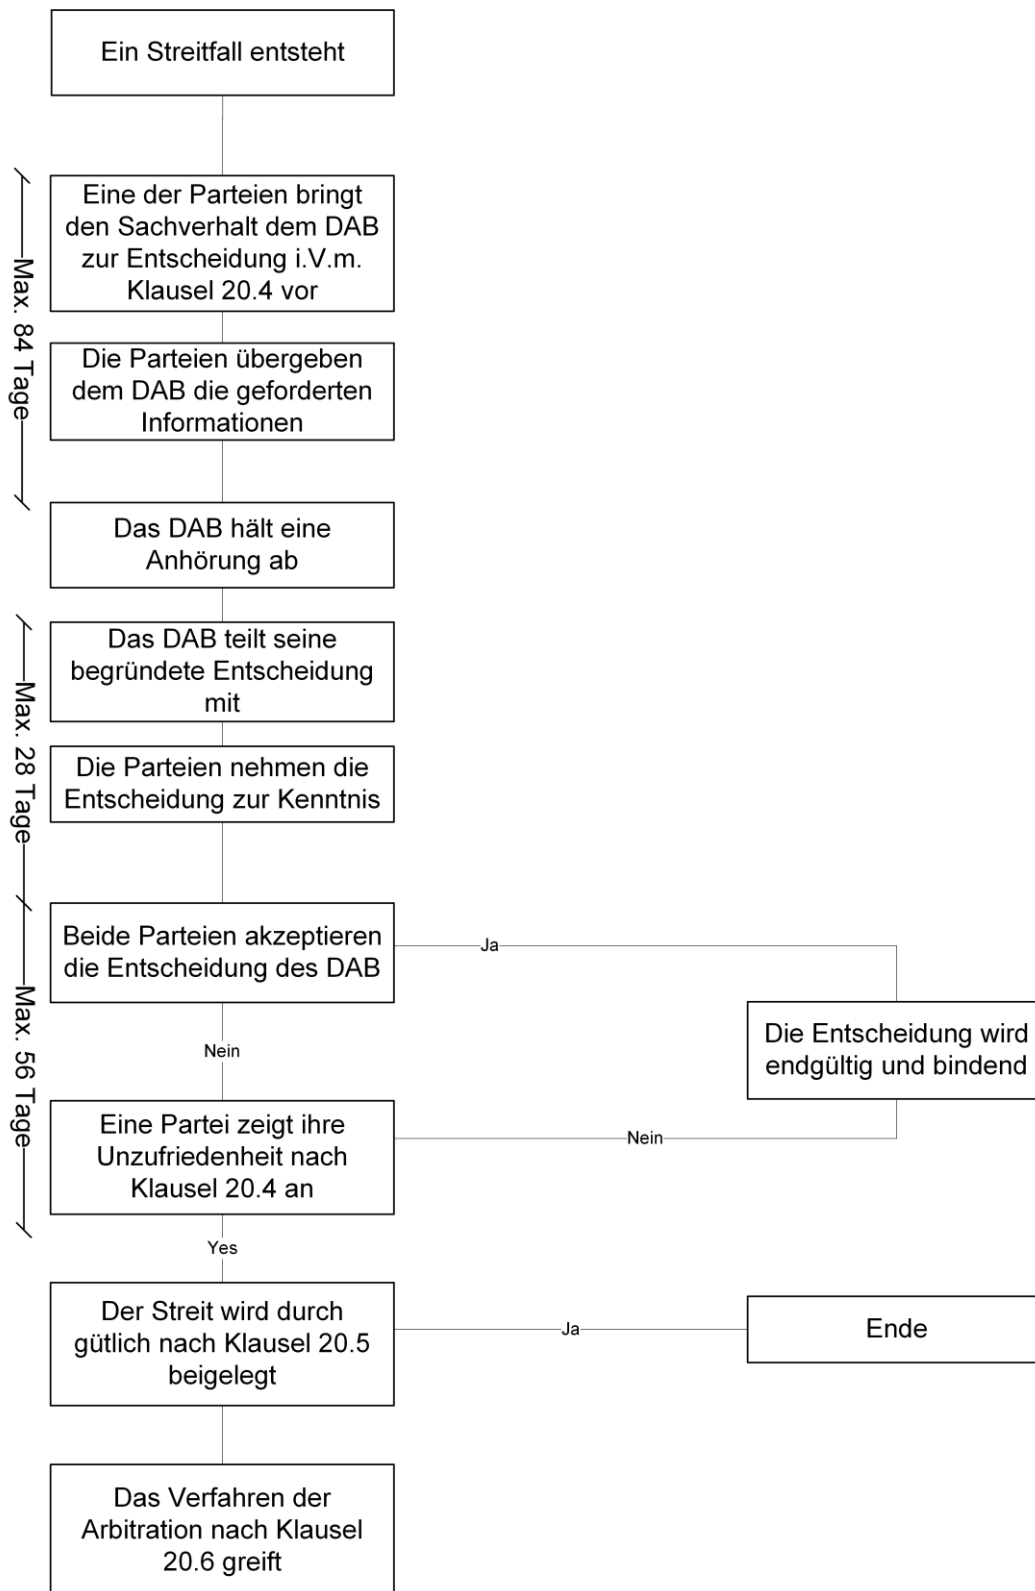 Ein Streitfall entsteht
Eine der Parteien bringt
den Sachverhalt dem DAB
zur Entscheidung i.V.m.
Klausel 20.4 vor
Max. 84 Tage
Die Parteien übergeben
dem DAB die geforderten
Informationen
Das DAB hält eine
Anhörung ab
Das DAB teilt seine
begründete Entscheidung
mit
Max. 28 Tage
Die Parteien nehmen die
Entscheidung zur Kenntnis
Beide Parteien akzeptieren
die Entscheidung des DAB
Ja
Max. 56 Tage
Die Entscheidung wird
endgültig und bindend
Nein
Eine Partei zeigt ihre
Unzufriedenheit nach
Klausel 20.4 an
Nein
Yes
Der Streit wird durch
gütlich nach Klausel 20.5
beigelegt
Ja
Ende
Das Verfahren der
Arbitration nach Klausel
20.6 greift